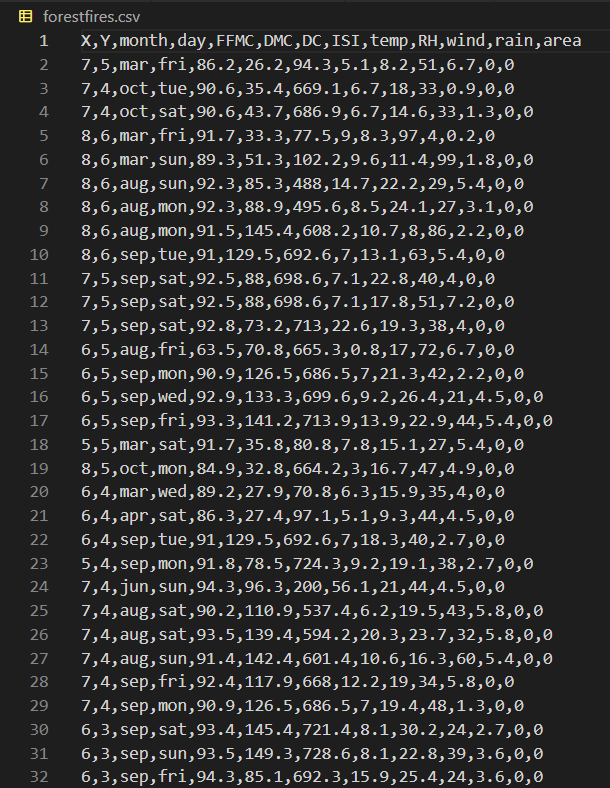 forestfires.csv
1 X,Y,month,day,FFMC,DMC,DC,ISI,temp,RH,wind,rain,area
2 7,5,mar,fri,86.2,26.2,94.3,5.1,8.2,51,6.7,0,0
3 7,4,oct,tue,90.6,35.4,669.1,6.7,18,33,0.9,0,0
4 7,4,oct,sat,90.6,43.7,686.9,6.7,14.6,33,1.3,0,0
5 8,6,mar,fri,91.7,33.3,77.5,9,8.3,97,4,0.2,0
6 8,6,mar,sun,89.3,51.3,102.2,9.6,11.4,99,1.8,0,0
7 8,6,aug,sun,92.3,85.3,488,14.7,22.2,29,5.4,0,0
8 8,6,aug,mon,92.3,88.9,495.6,8.5,24.1,27,3.1,0,0
9 8,6,aug,mon,91.5,145.4,608.2,10.7,8,86,2.2,0,0
10 8,6,sep,tue,91,129.5,692.6,7,13.1,63,5.4,0,0
11 7,5,sep,sat,92.5,88,698.6,7.1,22.8,40,4,0,0
12 7,5,sep,sat,92.5,88,698.6,7.1,17.8,51,7.2,0,0
13 7,5,sep,sat,92.8,73.2,713,22.6,19.3,38,4,0,0
14 6,5,aug,fri,63.5,70.8,665.3,0.8,17,72,6.7,0,0
15 6,5,sep,mon,90.9,126.5,686.5,7,21.3,42,2.2,0,0
16 6,5,sep,wed,92.9,133.3,699.6,9.2,26.4,21,4.5,0,0
17 6,5,sep,fri,93.3,141.2,713.9,13.9,22.9,44,5.4,0,0
18 5,5,mar,sat,91.7,35.8,80.8,7.8,15.1,27,5.4,0,0
19 8,5,oct,mon,84.9,32.8,664.2,3,16.7,47,4.9,0,0
20 6,4,mar,wed,89.2,27.9,70.8,6.3,15.9,35,4,0,0
21 6,4,apr,sat,86.3,27.4,97.1,5.1,9.3,44,4.5,0,0
22 6,4,sep,tue,91,129.5,692.6,7,18.3,40,2.7,0,0
23 5,4,sep,mon,91.8,78.5,724.3,9.2,19.1,38,2.7,0,0
24 7,4,jun,sun,94.3,96.3,200,56.1,21,44,4.5,0,0
25 7,4,aug,sat,90.2,110.9,537.4,6.2,19.5,43,5.8,0,0
26 7,4,aug,sat,93.5,139.4,594.2,20.3,23.7,32,5.8,0,0
27 7,4,aug,sun,91.4,142.4,601.4,10.6,16.3,60,5.4,0,0
28 7,4,sep,fri,92.4,117.9,668,12.2,19,34,5.8,0,0
29 7,4,sep,mon,90.9,126.5,686.5,7,19.4,48,1.3,0,0
30 6,3,sep,sat,93.4,145.4,721.4,8.1,30.2,24,2.7,0,0
31 6,3,sep,sun,93.5,149.3,728.6,8.1,22.8,39,3.6,0,0
32 6,3,sep,fri,94.3,85.1,692.3,15.9,25.4,24,3.6,0,0